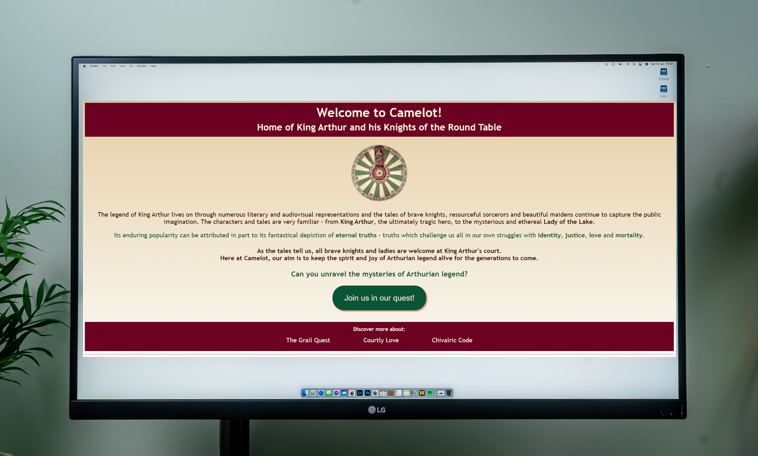 Welcome to Camelot!
Home of King Arthur and his Knights of the Round Table
The legend of King Arthur lives on through numerous literary and audiovisual representations and the tales of brave knights, resourceful sorcerors and beautiful maidens continue to capture the public
imagination. The characters and tales are very familiar - from King Arthur, the ultimately tragic hero, to the mysterious and ethereal Lady of the Lake.
Its enduring popularity can be attributed in part to its fantastical depiction of eternal truths - truths which challenge us all in our own struggles with identity, justice, love and mortality.
As the tales tell us, all brave knights and ladies are welcome at King Arthur's court.
Here at Camelot, our aim is to keep the spirit and joy of Arthurian legend alive for the generations to come.
Can you unravel the mysteries of Arthurian legend?
Join us in our quest!
Discover more about:
The Grail Quest Courtly Love Chivalric Code
LG